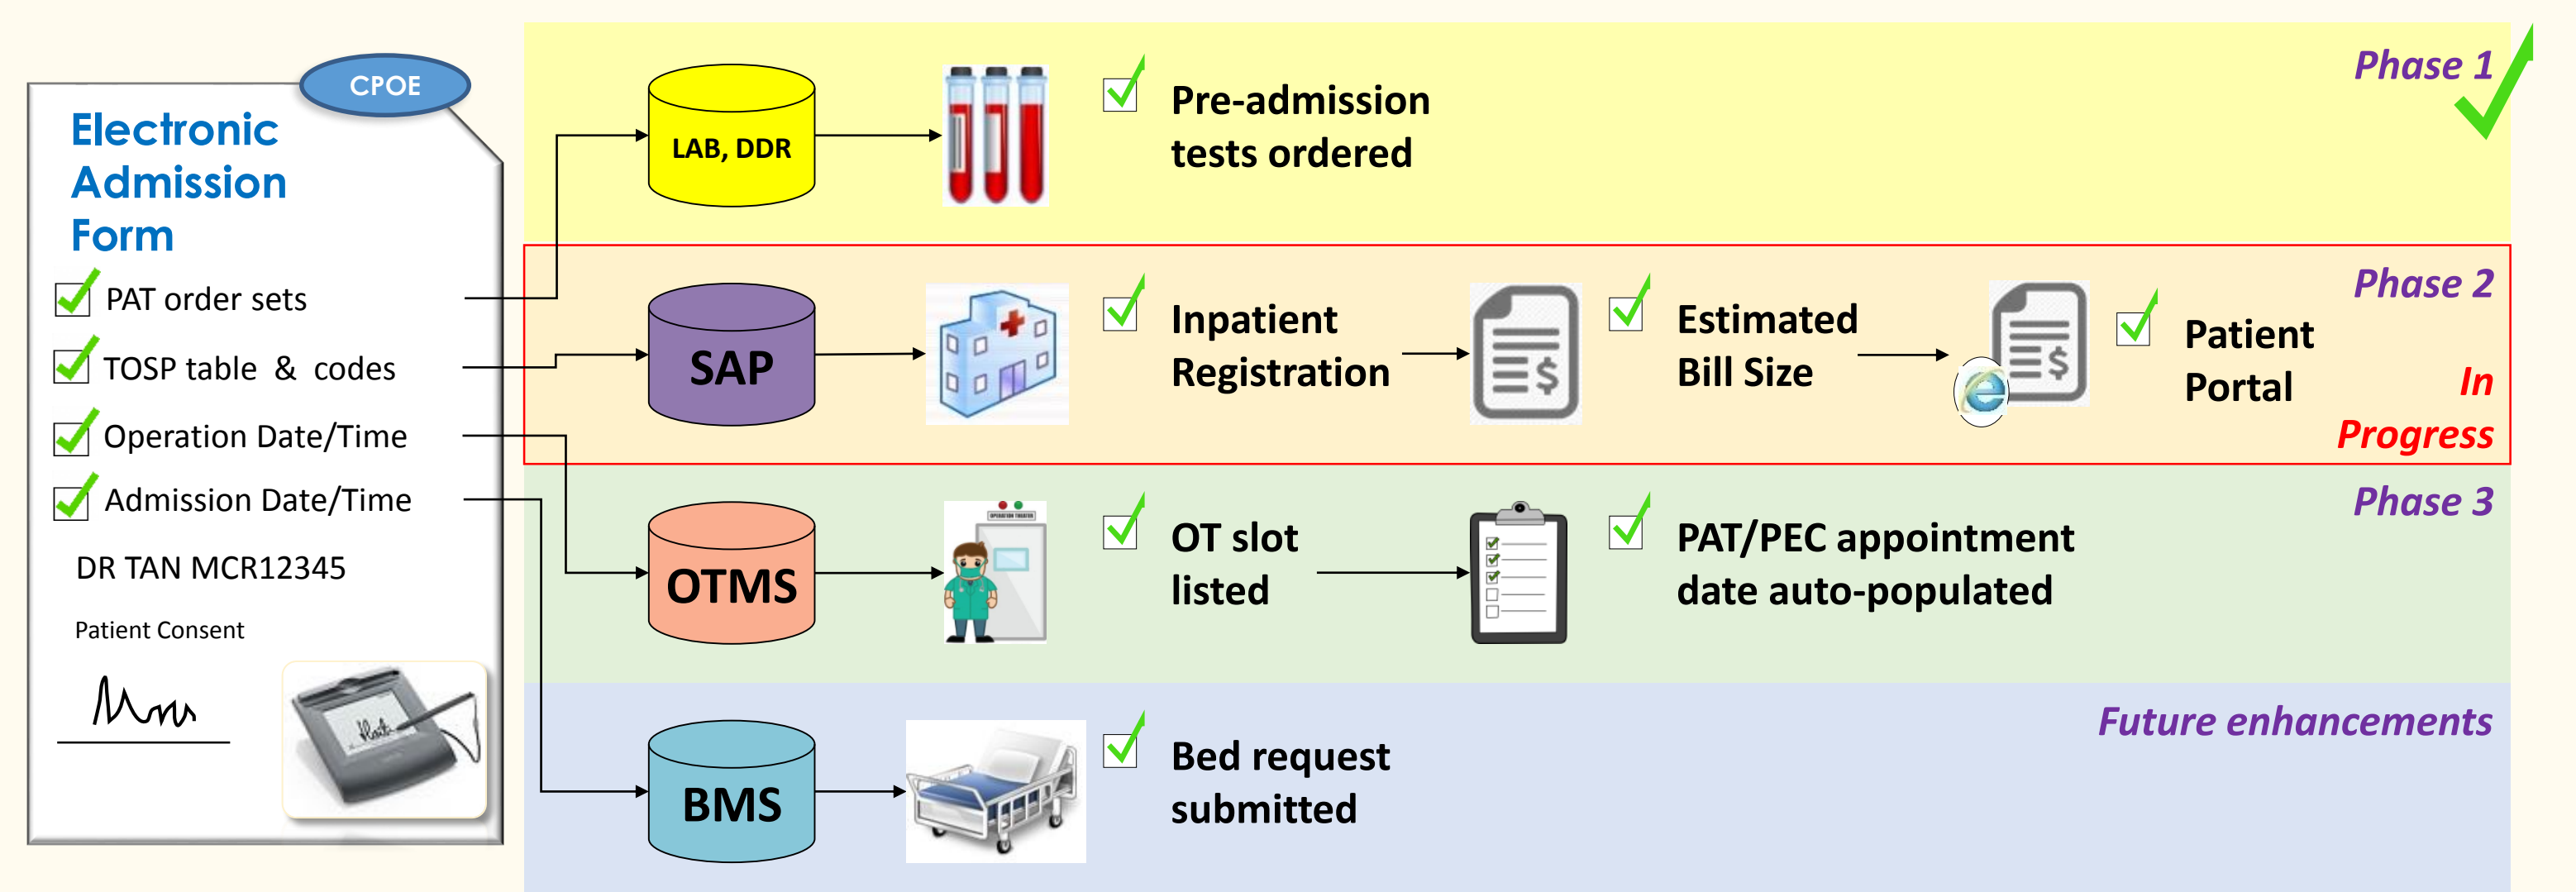 CPOE
Electronic
Admission
Form
PAT order sets
TOSP table & codes
Operation Date/Time
Admission Date/Time
DR TAN MCR12345
Patient Consent
LAB, DDR
Pre-admission
tests ordered
Phase 1
SAP
Inpatient
Registration
Estimated
Bill Size
Patient
Portal
Phase 2
In
Progress
OTMS
OPERATION THEATER
OT slot
listed
PAT/PEC appointment
date auto-populated
Phase 3
BMS
Bed request
submitted
Future enhancements